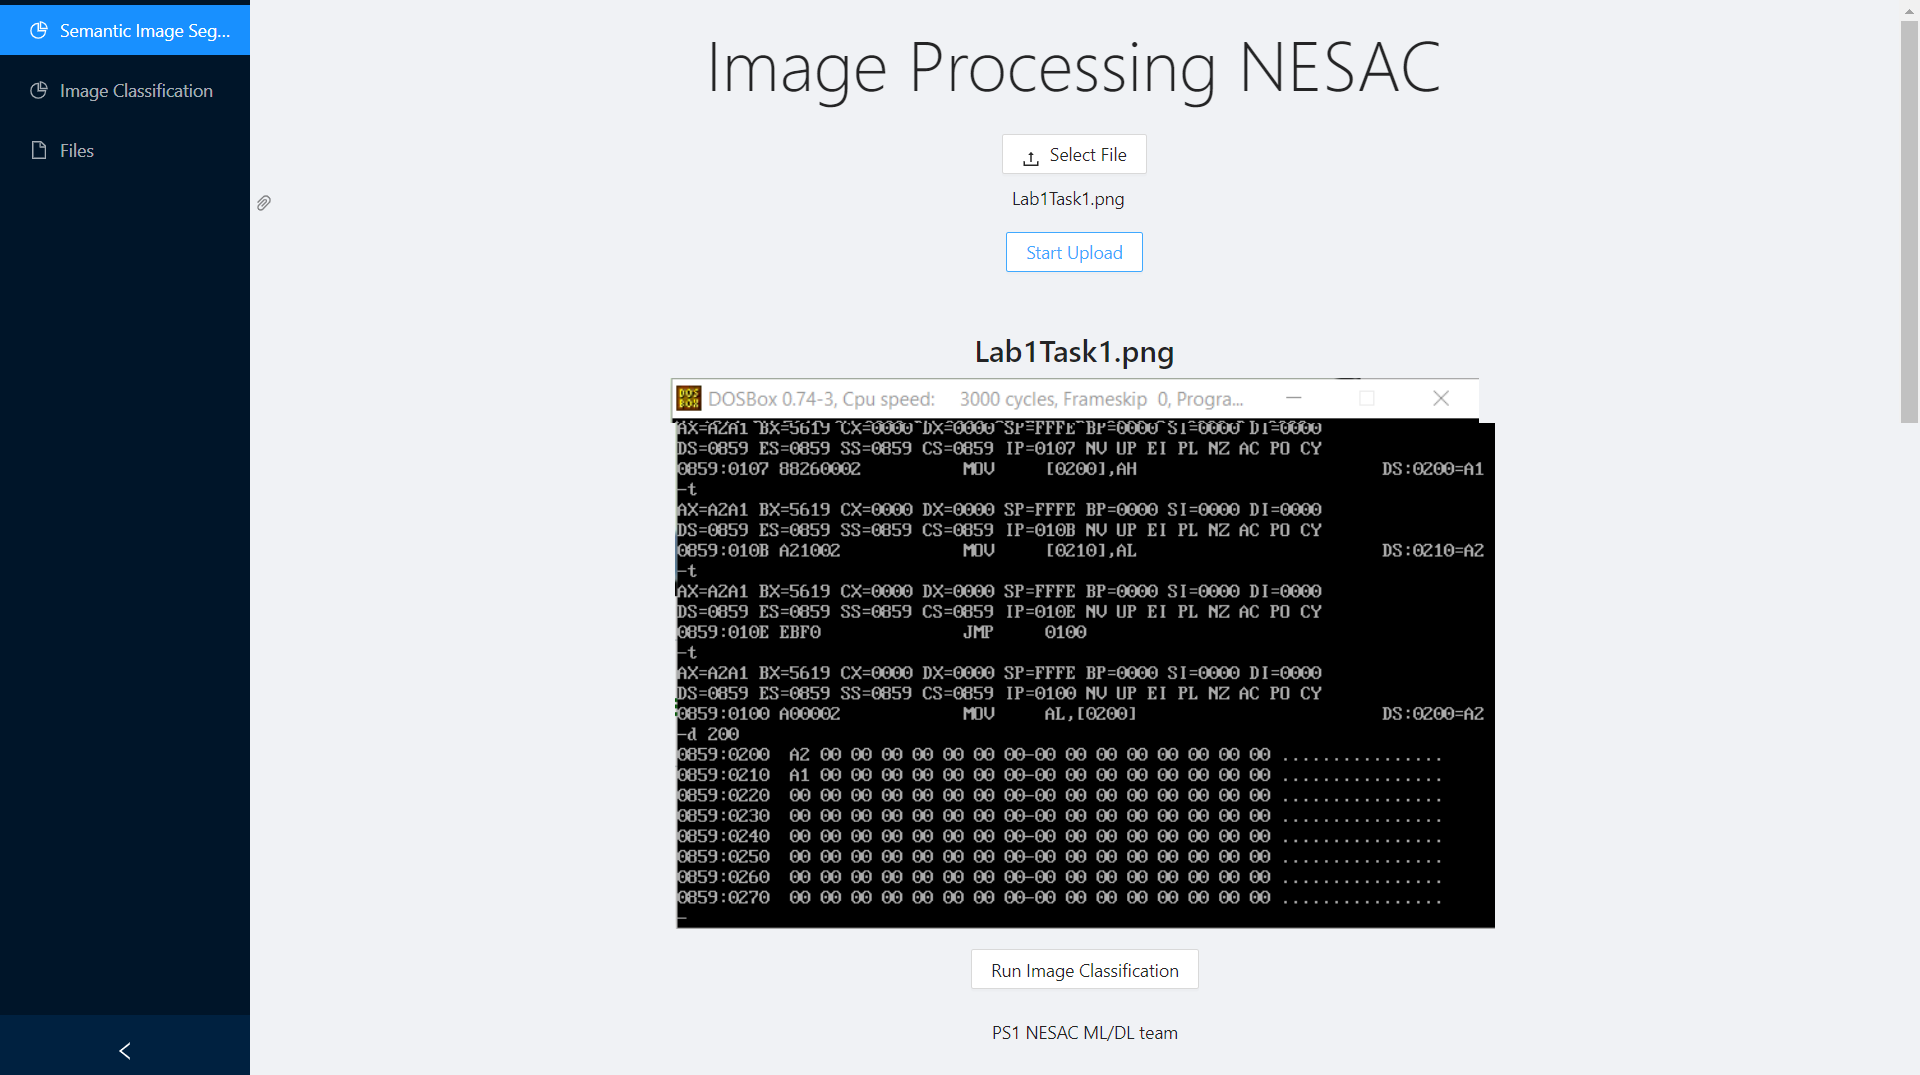 Semantic Image Seg...
Image Classification
Files
Image Processing NESAC
Select File
Lab1Task1.png
Start Upload
Lab1Task1.png
DOSBox 0.74-3, Cpu speed: 3000 cycles, Frameskip 0, Progra...
AX=A2A1 BX=5619 CX=0000 DX=0000 SP=FFFE BP=0000 SI=0000 DI=0000
DS=0859 ES=0859 SS=0859 CS=0859 IP=0107 NV UP EI PL NZ AC PO CY
0859:0107 88260002 MOV [0200],AH DS:0200=A1
-t
AX=A2A1 BX=5619 CX=0000 DX=0000 SP=FFFE BP=0000 SI=0000 DI=0000
DS=0859 ES=0859 SS=0859 CS=0859 IP=010B NV UP EI PL NZ AC PO CY
0859:010B A21002 MOV [0210],AL DS:0210=A2
-t
AX=A2A1 BX=5619 CX=0000 DX=0000 SP=FFFE BP=0000 SI=0000 DI=0000
DS=0859 ES=0859 SS=0859 CS=0859 IP=010E NV UP EI PL NZ AC PO CY
0859:010E EBF0 JMP 0100
-t
AX=A2A1 BX=5619 CX=0000 DX=0000 SP=FFFE BP=0000 SI=0000 DI=0000
DS=0859 ES=0859 SS=0859 CS=0859 IP=0100 NV UP EI PL NZ AC PO CY
0859:0100 A00002 MOV AL,[0200] DS:0200=A2
-d 200
0859:0200 A2 00 00 00 00 00 00 00-00 00 00 00 00 00 00 00 ................
0859:0210 A1 00 00 00 00 00 00 00-00 00 00 00 00 00 00 00 ................
0859:0220 00 00 00 00 00 00 00 00-00 00 00 00 00 00 00 00 ................
0859:0230 00 00 00 00 00 00 00 00-00 00 00 00 00 00 00 00 ................
0859:0240 00 00 00 00 00 00 00 00-00 00 00 00 00 00 00 00 ................
0859:0250 00 00 00 00 00 00 00 00-00 00 00 00 00 00 00 00 ................
0859:0260 00 00 00 00 00 00 00 00-00 00 00 00 00 00 00 00 ................
0859:0270 00 00 00 00 00 00 00 00-00 00 00 00 00 00 00 00 ................
-
Run Image Classification
PS1 NESAC ML/DL team